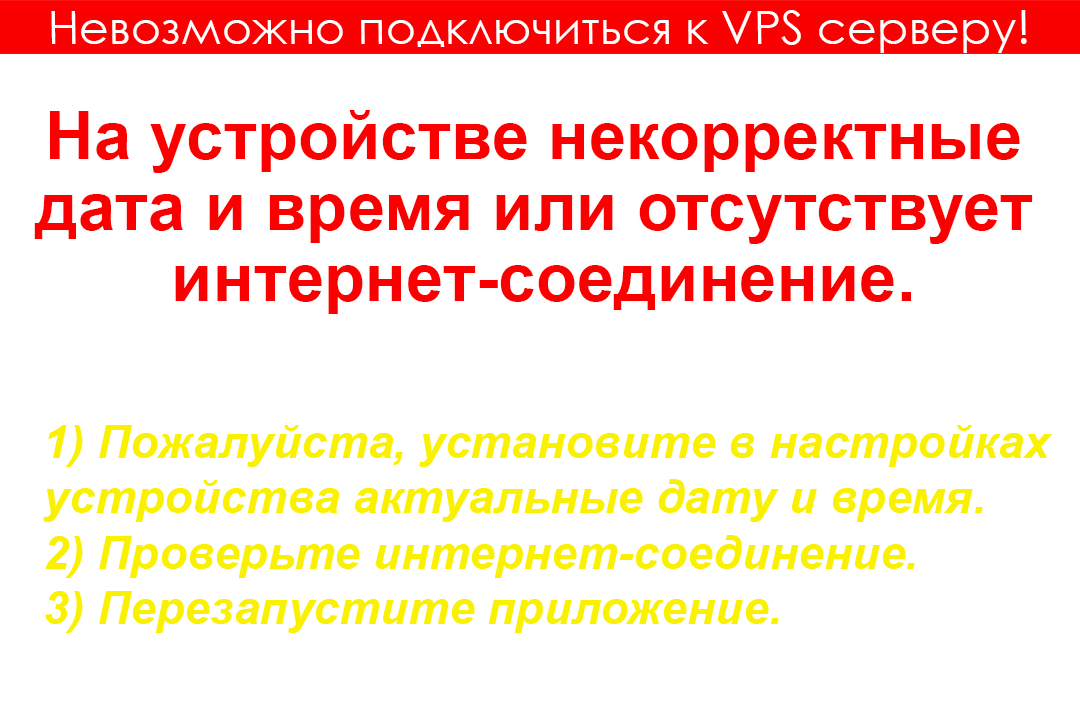 Невозможно подключиться к VPS серверу!
На устройстве некорректные
дата и время или отсутствует
интернет-соединение.
1) Пожалуйста, установите в настройках
устройства актуальные дату и время.
2) Проверьте интернет-соединение.
3) Перезапустите приложение.